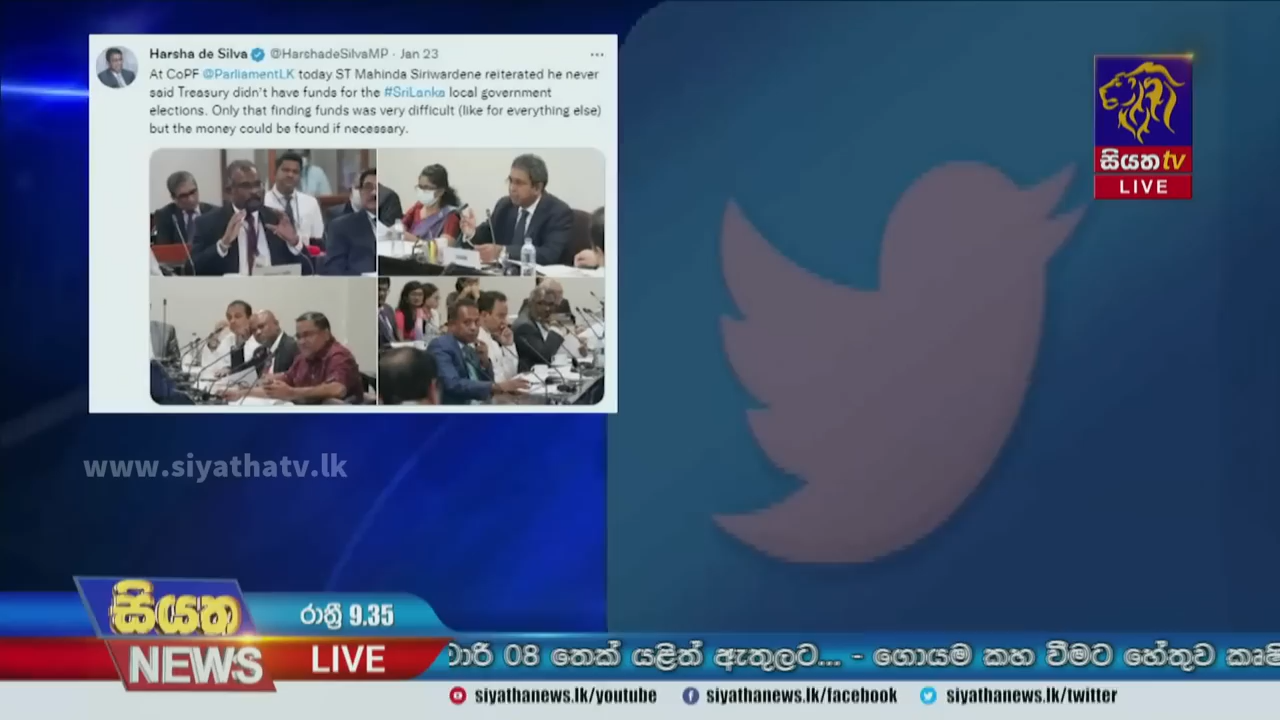 Harsha de Silva @HarshadeSilvaMP · Jan 23
At CoPF @ParliamentLK today ST Mahinda Siriwardene reiterated he never
said Treasury didn't have funds for the #SriLanka local government
elections. Only that finding funds was very difficult (like for everything else)
but the money could be found if necessary.
සියත tv
LIVE
www.siyathatv.lk
සියත
NEWS
රාත්‍රී 9.35
LIVE
වාරි 08 තෙක් යළිත් ඇතුලට... - ගොයම කහ වීමට හේතුව කෘෂි
siyathanews.lk/youtube siyathanews.lk/facebook siyathanews.lk/twitter